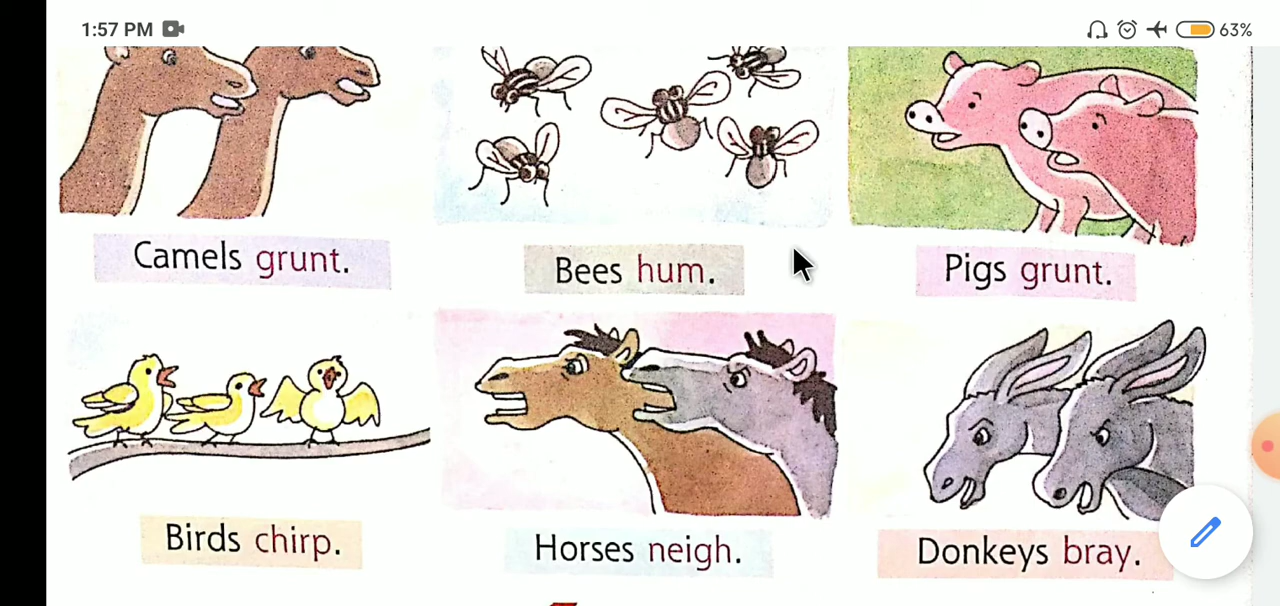 1:57 PM
63%
Camels grunt.
Bees hum.
Pigs grunt.
Birds chirp.
Horses neigh.
Donkeys bray.